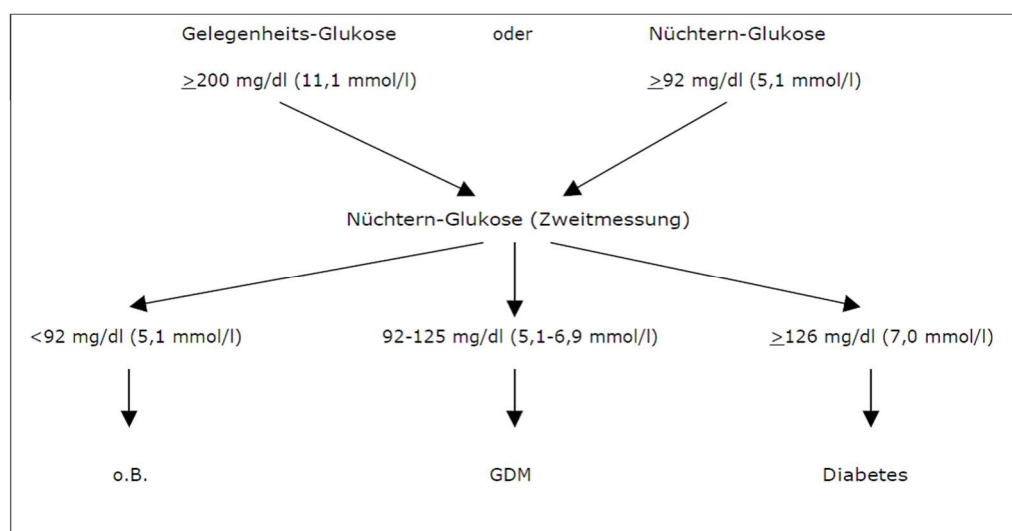 Gelegenheits-Glukose oder Nüchtern-Glukose
≥200 mg/dl (11,1 mmol/l) ≥92 mg/dl (5,1 mmol/l)
Nüchtern-Glukose (Zweitmessung)
<92 mg/dl (5,1 mmol/l) 92-125 mg/dl (5,1-6,9 mmol/l) ≥126 mg/dl (7,0 mmol/l)
o.B. GDM Diabetes